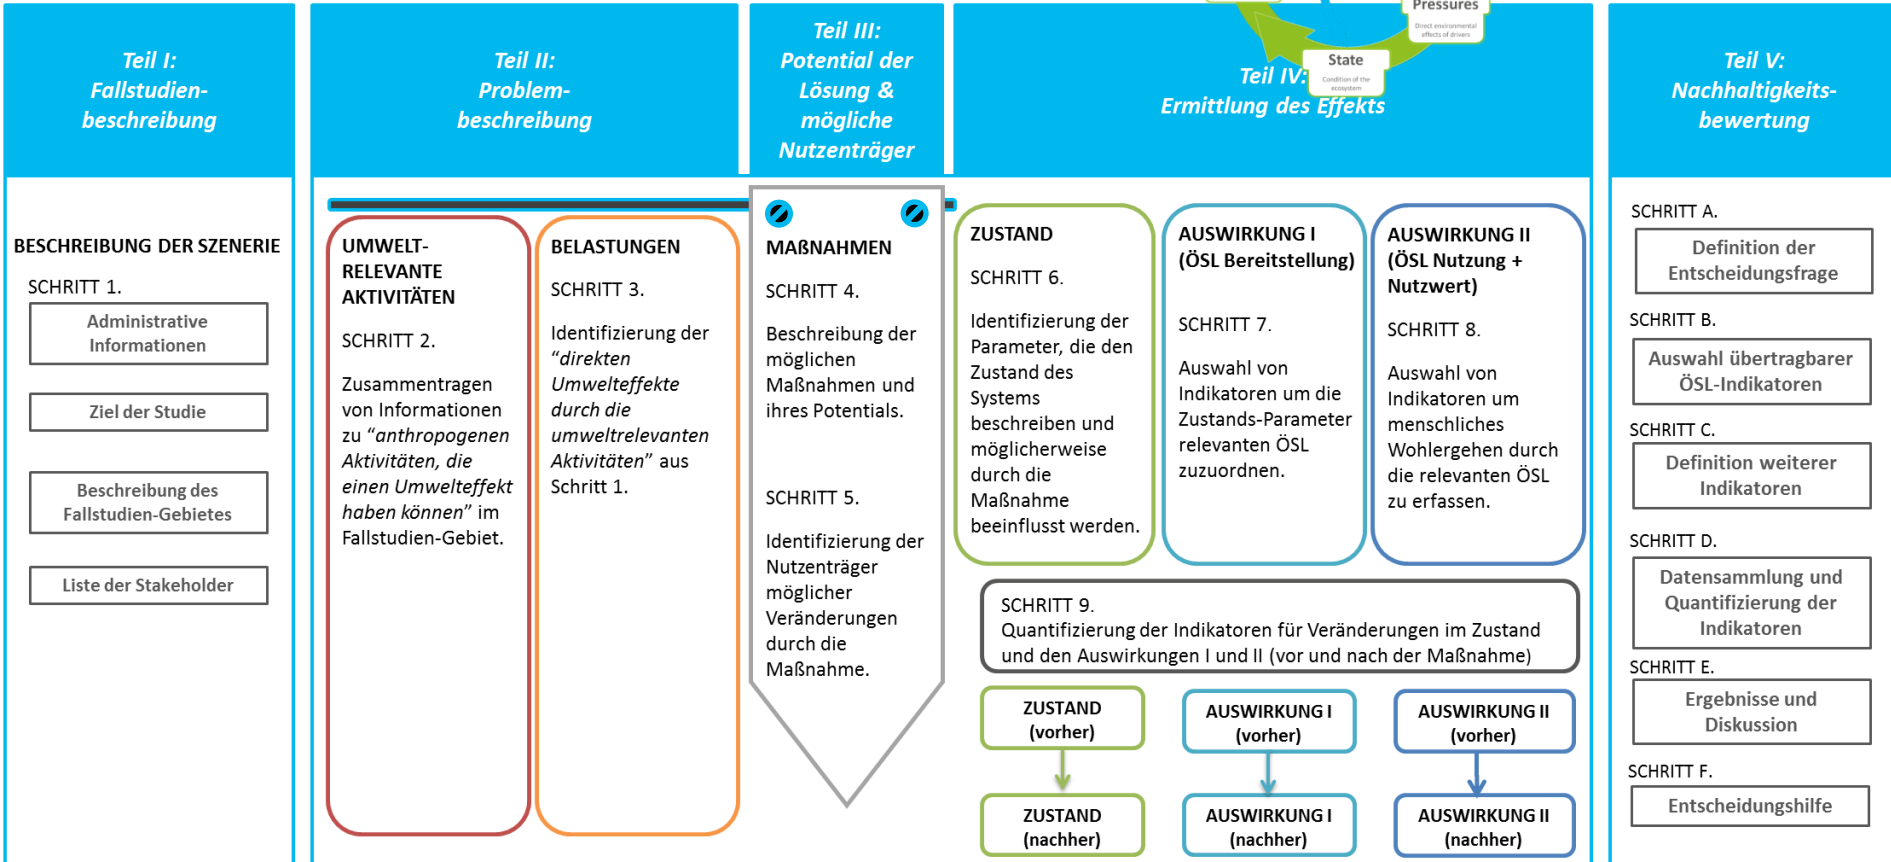 Teil I:
Fallstudien-
beschreibung
Teil II:
Problem-
beschreibung
Teil III:
Potential der
Lösung &
mögliche
Nutzenträger
Pressures
Direct environmental
effects of drivers
State
Condition of the
ecosystem
Teil IV:
Ermittlung des Effekts
Teil V:
Nachhaltigkeits-
bewertung
BESCHREIBUNG DER SZENERIE
SCHRITT 1.
Administrative
Informationen
Ziel der Studie
Beschreibung des
Fallstudien-Gebietes
Liste der Stakeholder
UMWELT-
RELEVANTE
AKTIVITÄTEN
SCHRITT 2.
Zusammentragen
von Informationen
zu “anthropogenen
Aktivitäten, die
einen Umwelteffekt
haben können” im
Fallstudien-Gebiet.
BELASTUNGEN
SCHRITT 3.
Identifizierung der
“direkten
Umwelteffekte
durch die
umweltrelevanten
Aktivitäten” aus
Schritt 1.
MAßNAHMEN
SCHRITT 4.
Beschreibung der
möglichen
Maßnahmen und
ihres Potentials.
SCHRITT 5.
Identifizierung der
Nutzenträger
möglicher
Veränderungen
durch die
Maßnahme.
ZUSTAND
SCHRITT 6.
Identifizierung der
Parameter, die den
Zustand des
Systems
beschreiben und
möglicherweise
durch die
Maßnahme
beeinflusst werden.
AUSWIRKUNG I
(ÖSL Bereitstellung)
SCHRITT 7.
Auswahl von
Indikatoren um die
Zustands-Parameter
relevanten ÖSL
zuzuordnen.
AUSWIRKUNG II
(ÖSL Nutzung +
Nutzwert)
SCHRITT 8.
Auswahl von
Indikatoren um
menschliches
Wohlergehen durch
die relevanten ÖSL
zu erfassen.
SCHRITT 9.
Quantifizierung der Indikatoren für Veränderungen im Zustand
und den Auswirkungen I und II (vor und nach der Maßnahme)
ZUSTAND
(vorher)
AUSWIRKUNG I
(vorher)
AUSWIRKUNG II
(vorher)
ZUSTAND
(nachher)
AUSWIRKUNG I
(nachher)
AUSWIRKUNG II
(nachher)
SCHRITT A.
Definition der
Entscheidungsfrage
SCHRITT B.
Auswahl übertragbarer
ÖSL-Indikatoren
SCHRITT C.
Definition weiterer
Indikatoren
SCHRITT D.
Datensammlung und
Quantifizierung der
Indikatoren
SCHRITT E.
Ergebnisse und
Diskussion
SCHRITT F.
Entscheidungshilfe